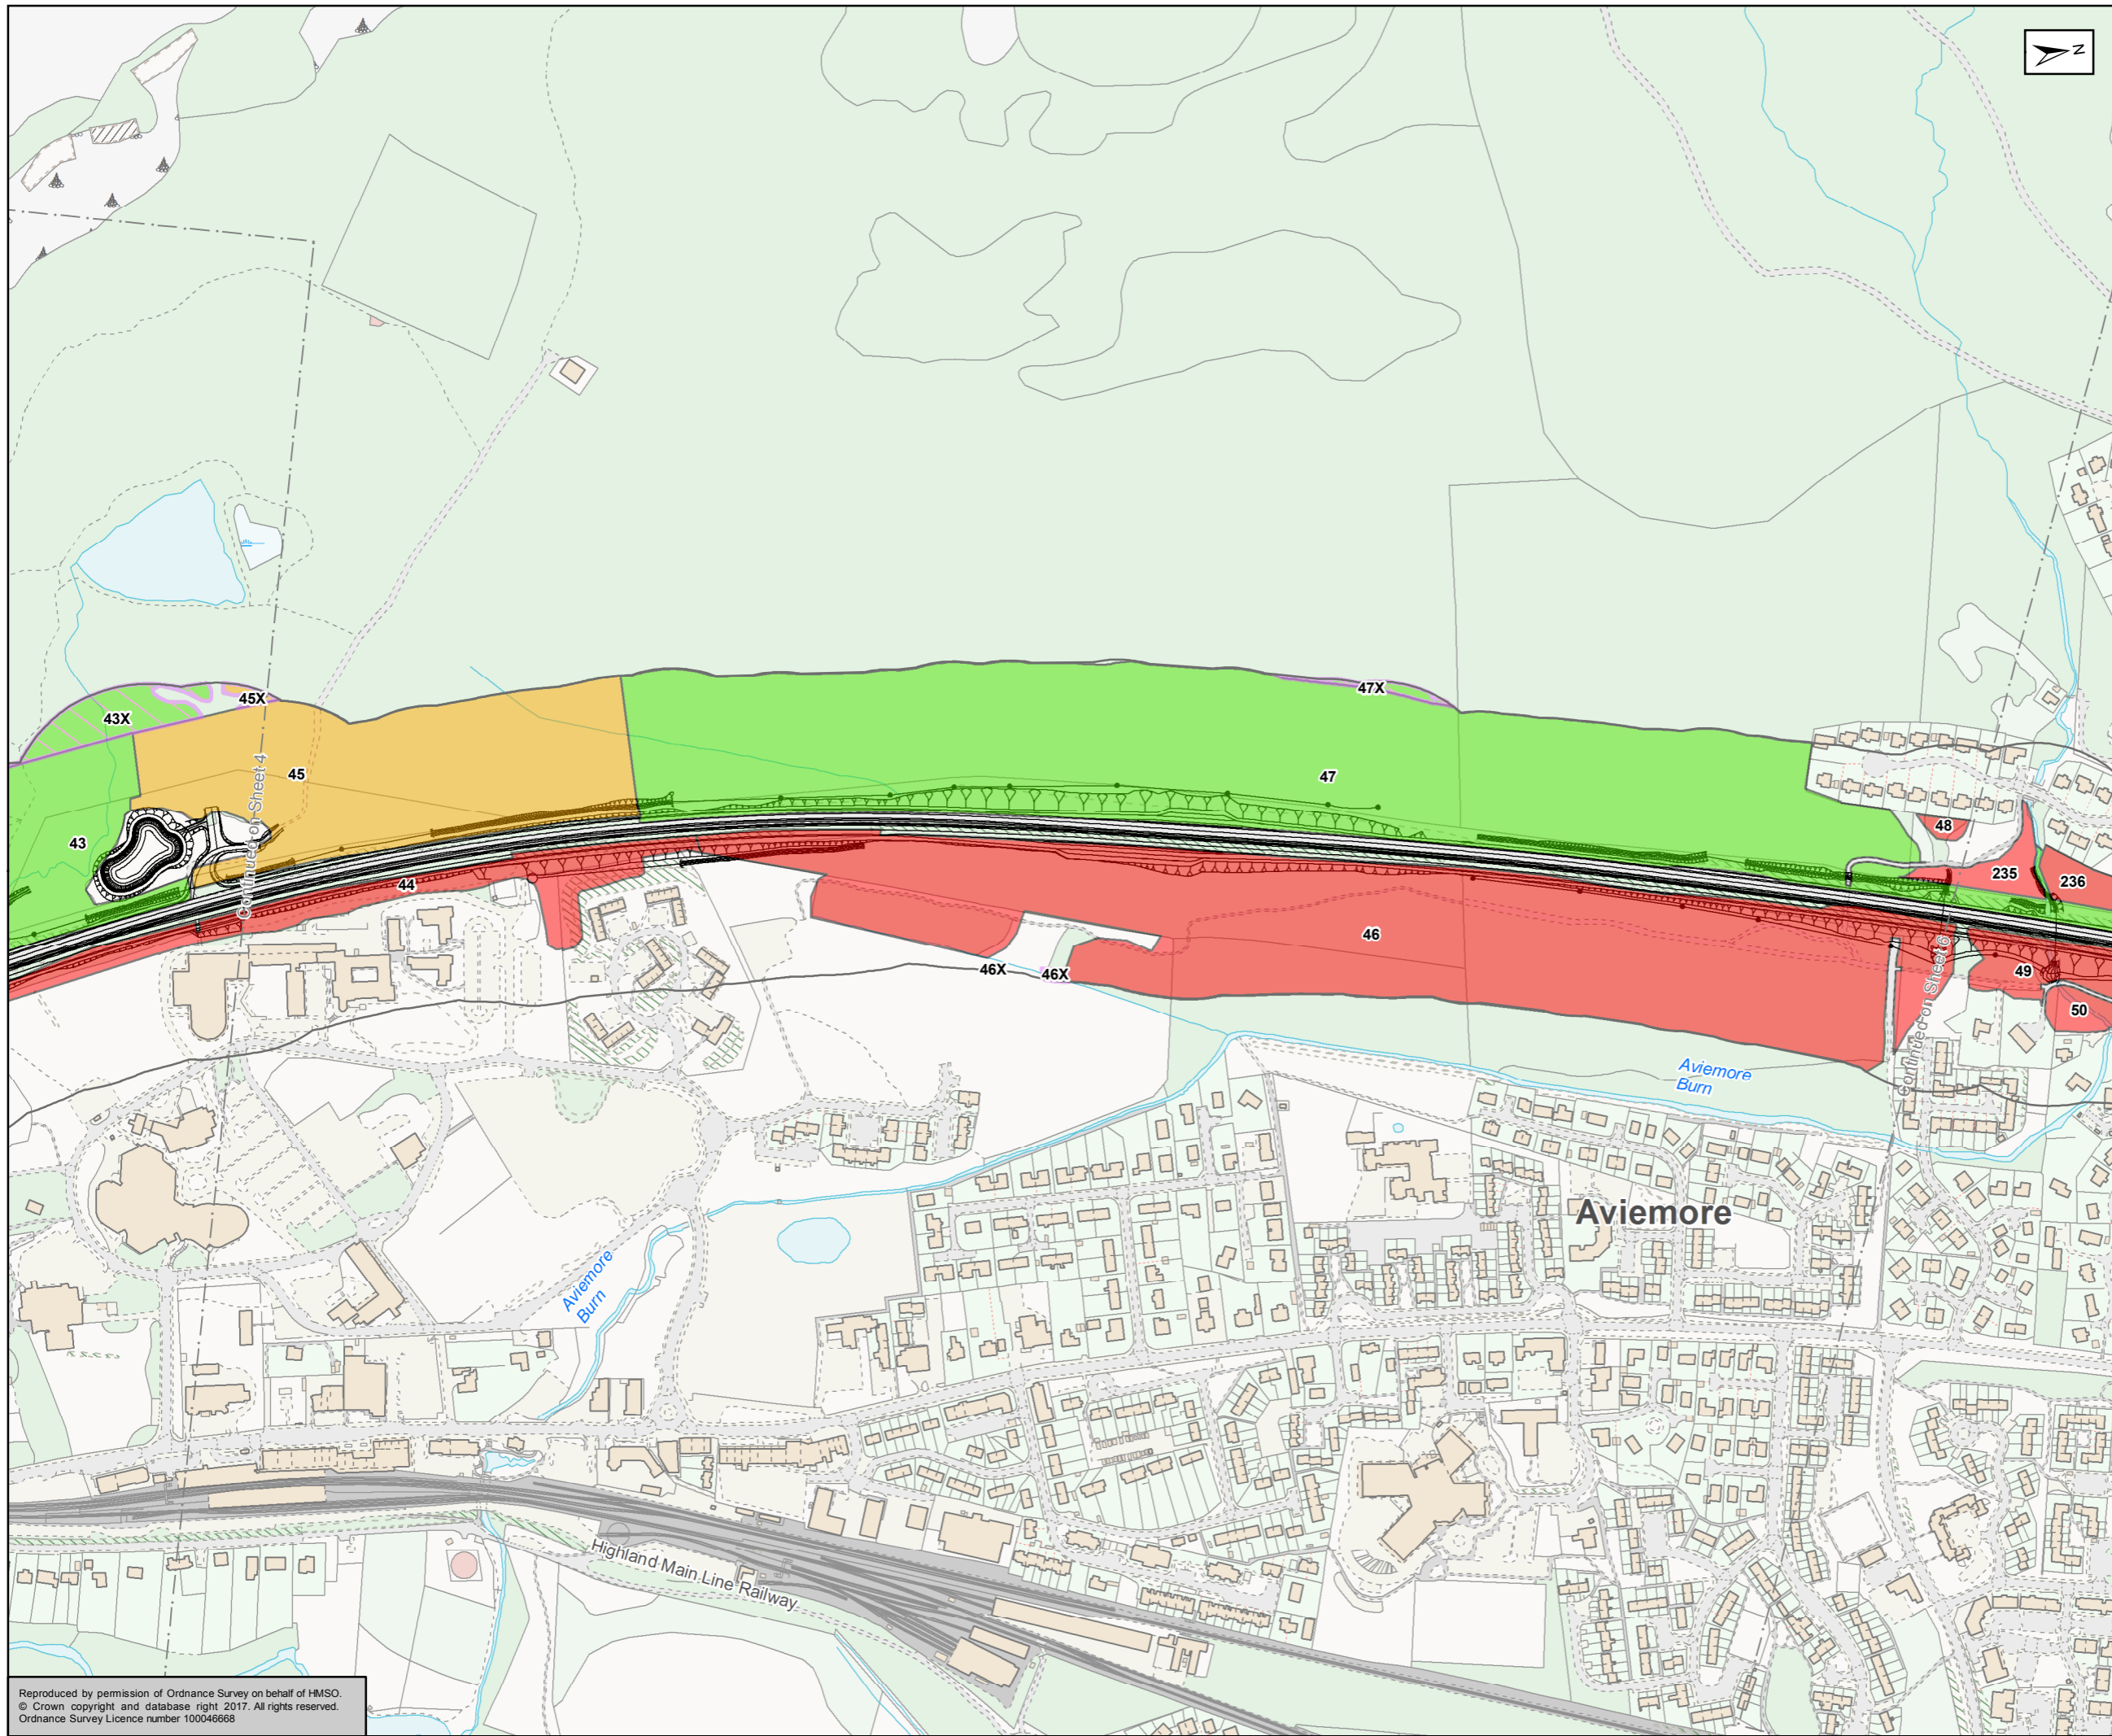 N
47X
45X
43X
45
47
48
43
235
236
44
46
46X
46X
49
50
Continued on Sheet 4
Continued on Sheet 6
Aviemore
Burn
Aviemore
Aviemore
Burn
Highland Main Line Railway
Reproduced by permission of Ordnance Survey on behalf of HMSO.
© Crown copyright and database right 2017. All rights reserved.
Ordnance Survey Licence number 100046668